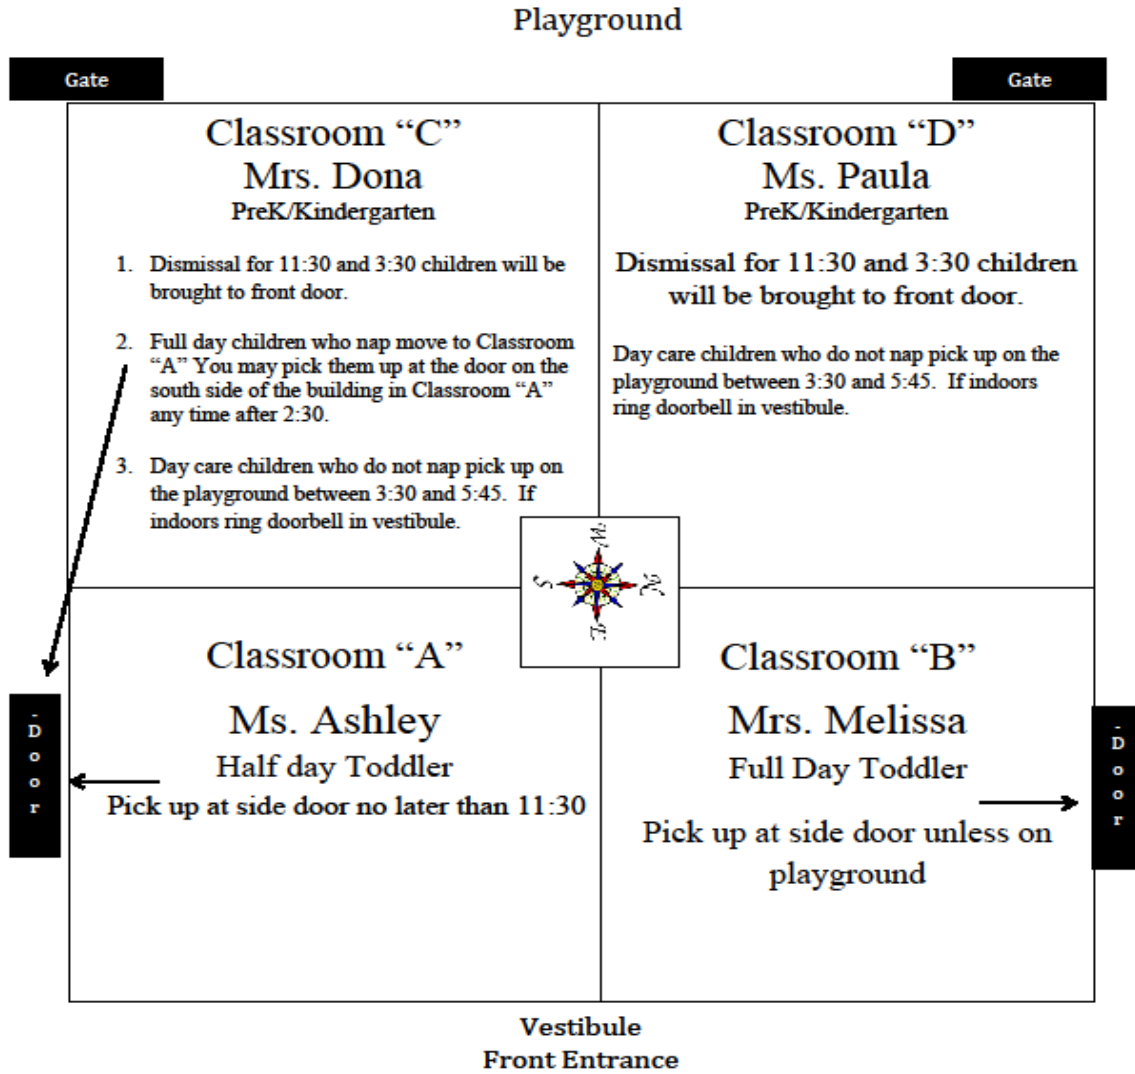 Playground
Gate
Gate
Classroom “C”
Mrs. Dona
PreK/Kindergarten
1. Dismissal for 11:30 and 3:30 children will be
brought to front door.
2. Full day children who nap move to Classroom
“A” You may pick them up at the door on the
south side of the building in Classroom “A”
any time after 2:30.
3. Day care children who do not nap pick up on
the playground between 3:30 and 5:45. If
indoors ring doorbell in vestibule.
Classroom “D”
Ms. Paula
PreK/Kindergarten
Dismissal for 11:30 and 3:30 children
will be brought to front door.
Day care children who do not nap pick up on the
playground between 3:30 and 5:45. If indoors
ring doorbell in vestibule.
W
S
N
E
-Door
Classroom “A”
Ms. Ashley
Half day Toddler
Pick up at side door no later than 11:30
Classroom “B”
Mrs. Melissa
Full Day Toddler
Pick up at side door unless on
playground
-Door
Vestibule
Front Entrance